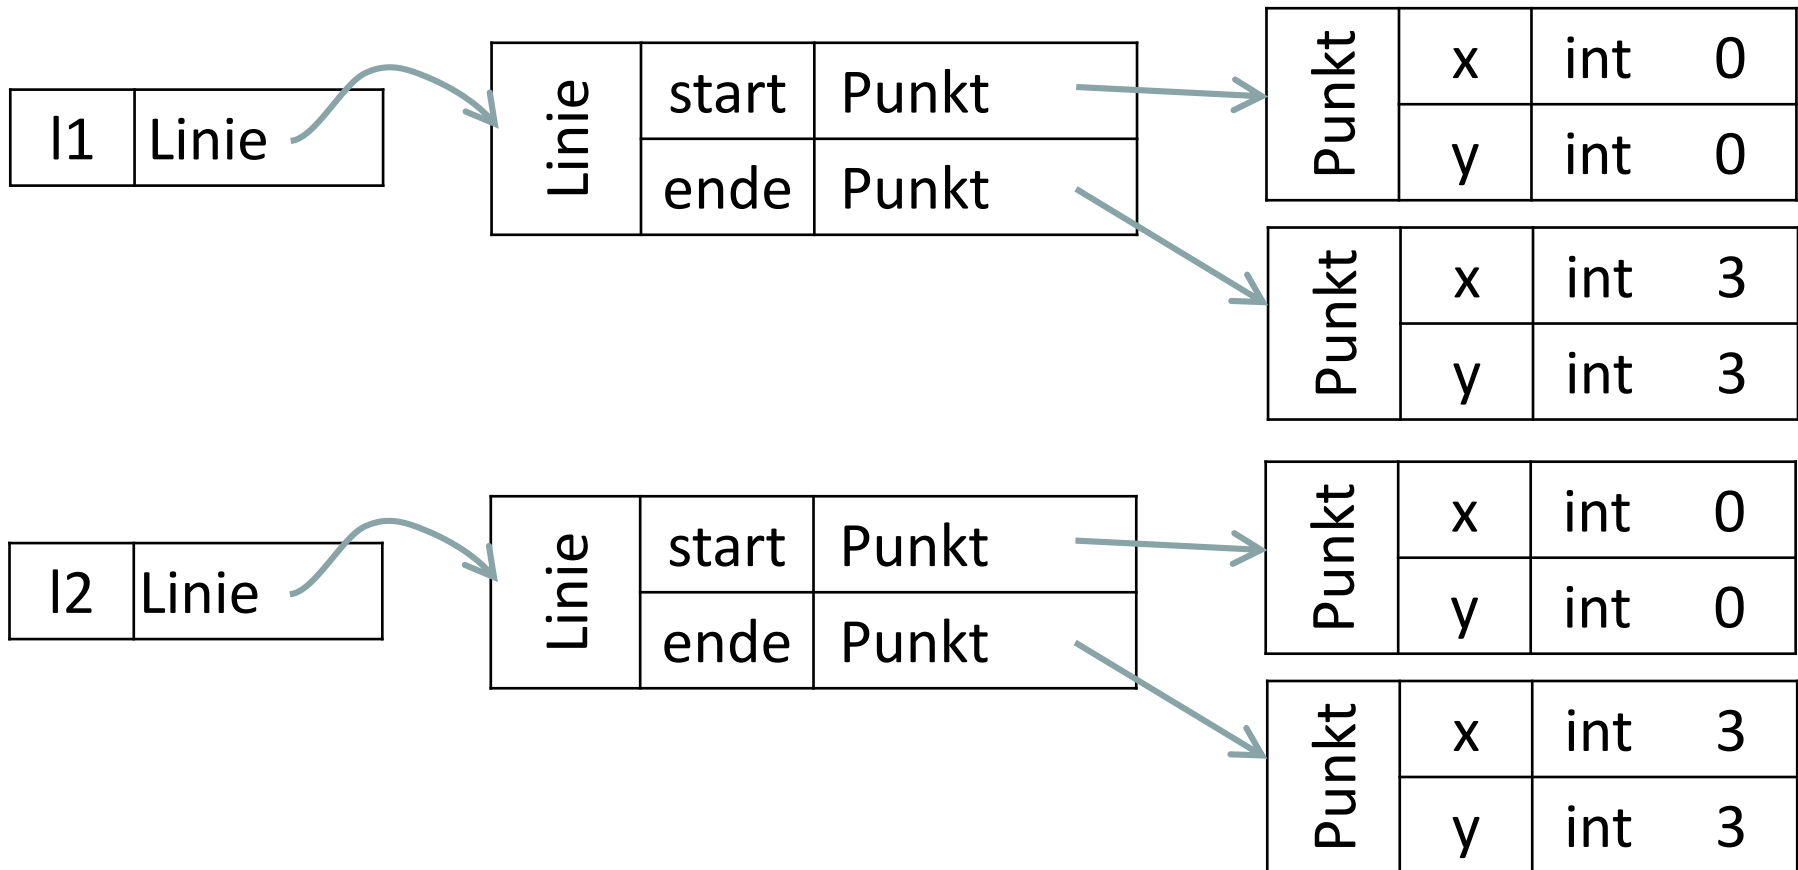 l1 Linie
Linie
start Punkt
ende Punkt
Punkt
x int 0
y int 0
Punkt
x int 3
y int 3
l2 Linie
Linie
start Punkt
ende Punkt
Punkt
x int 0
y int 0
Punkt
x int 3
y int 3